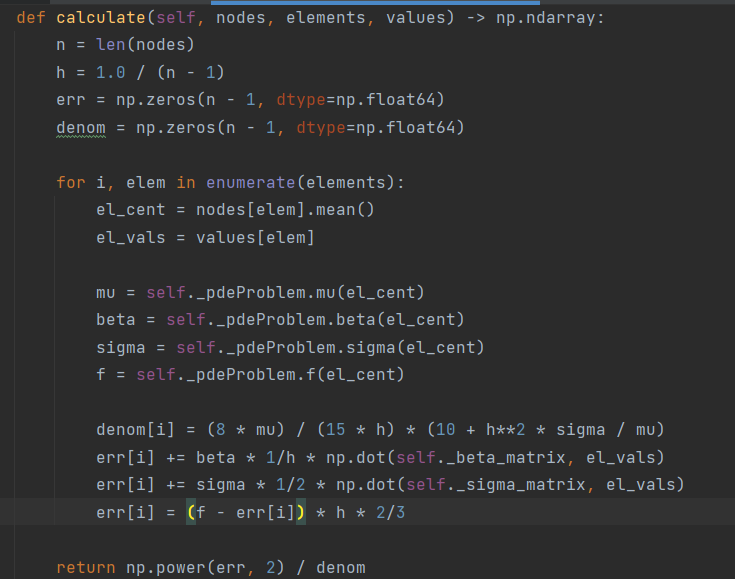 def calculate(self, nodes, elements, values) -> np.ndarray:
    n = len(nodes)
    h = 1.0 / (n - 1)
    err = np.zeros(n - 1, dtype=np.float64)
    denom = np.zeros(n - 1, dtype=np.float64)

    for i, elem in enumerate(elements):
        el_cent = nodes[elem].mean()
        el_vals = values[elem]

        mu = self._pdeProblem.mu(el_cent)
        beta = self._pdeProblem.beta(el_cent)
        sigma = self._pdeProblem.sigma(el_cent)
        f = self._pdeProblem.f(el_cent)

        denom[i] = (8 * mu) / (15 * h) * (10 + h**2 * sigma / mu)
        err[i] += beta * 1/h * np.dot(self._beta_matrix, el_vals)
        err[i] += sigma * 1/2 * np.dot(self._sigma_matrix, el_vals)
        err[i] = (f - err[i]) * h * 2/3

    return np.power(err, 2) / denom